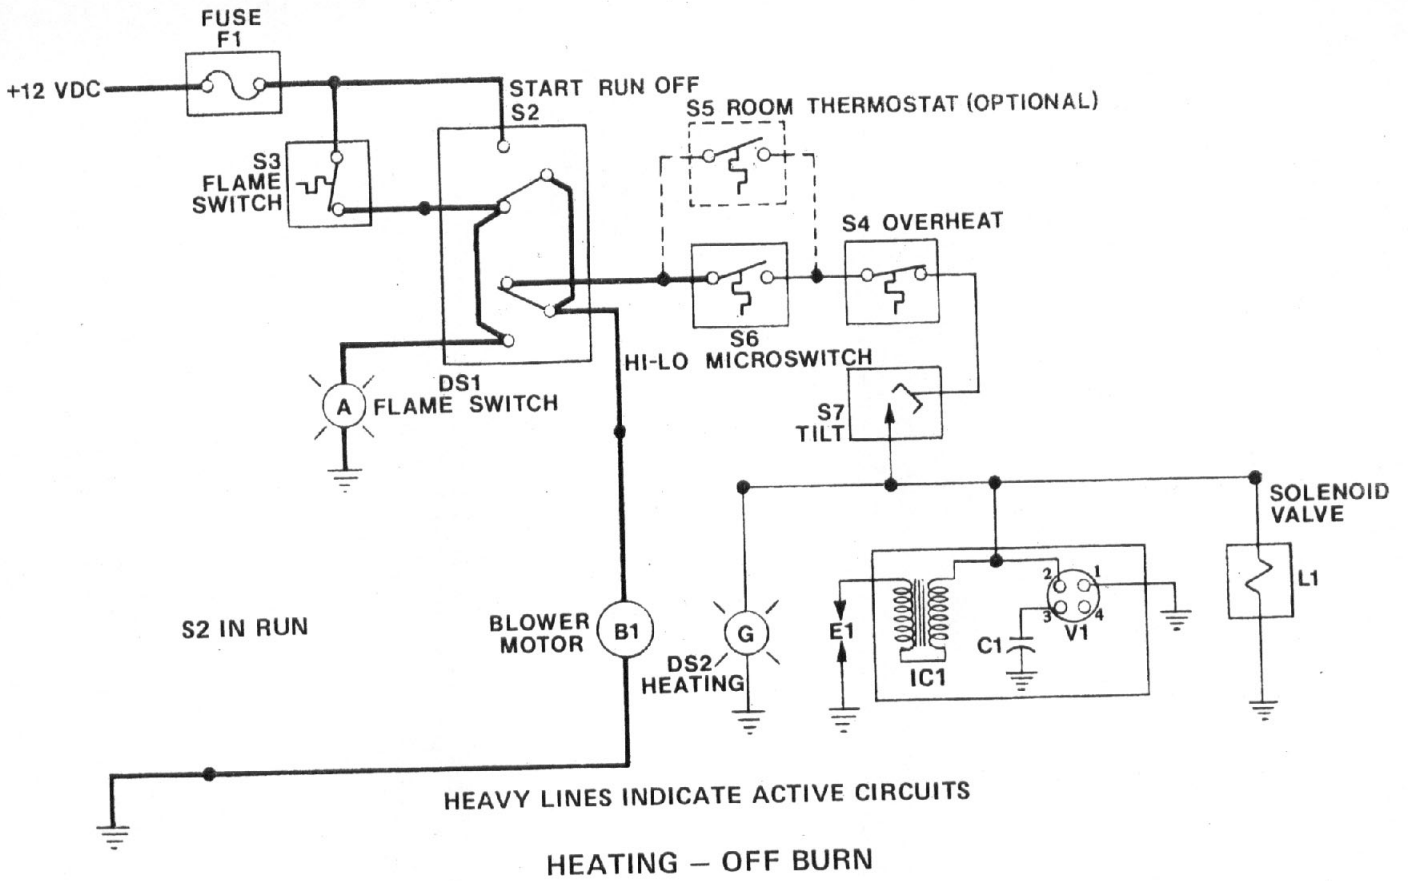 FUSE
F1
+12 VDC
START RUN OFF
S2
S5 ROOM THERMOSTAT (OPTIONAL)
S3
FLAME
SWITCH
S4 OVERHEAT
S6
HI-LO MICROSWITCH
DS1
FLAME SWITCH
A
S7
TILT
SOLENOID
VALVE
L1
S2 IN RUN
BLOWER
MOTOR
B1
G
DS2
HEATING
E1
IC1
C1
2
1
3
4
V1
HEAVY LINES INDICATE ACTIVE CIRCUITS
HEATING – OFF BURN